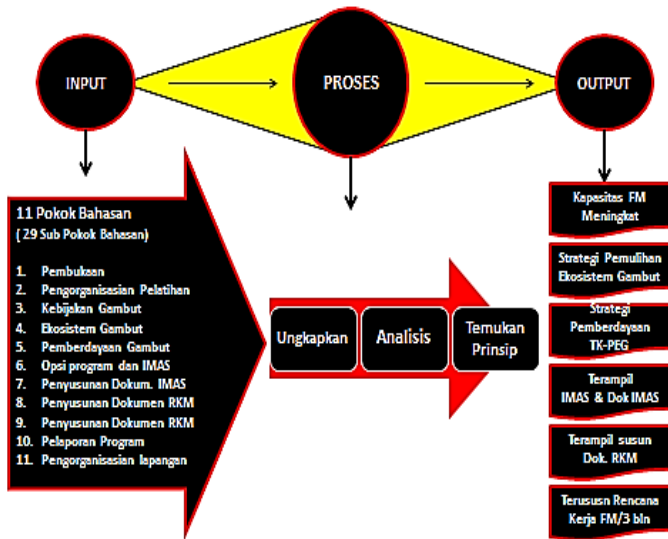 INPUT
PROSES
OUTPUT
11 Pokok Bahasan
( 29 Sub Pokok Bahasan)
1. Pembukaan
2. Pengorganisasian Pelatihan
3. Kebijakan Gambut
4. Ekosistem Gambut
5. Pemberdayaan Gambut
6. Opsi program dan IMAS
7. Penyusunan Dokum. IMAS
8. Penyusunan Dokumen RKM
9. Penyusunan Dokumen RKM
10. Pelaporan Program
11. Pengorganisasian lapangan
Ungkapkan
Analisis
Temukan
Prinsip
Kapasitas FM
Meningkat
Strategi Pemulihan
Ekosistem Gambut
Strategi
Pemberdayaan
TK-PEG
Terampil
IMAS & Dok IMAS
Terampil susun
Dok. RKM
Terususn Rencana
Kerja FM/3 bln